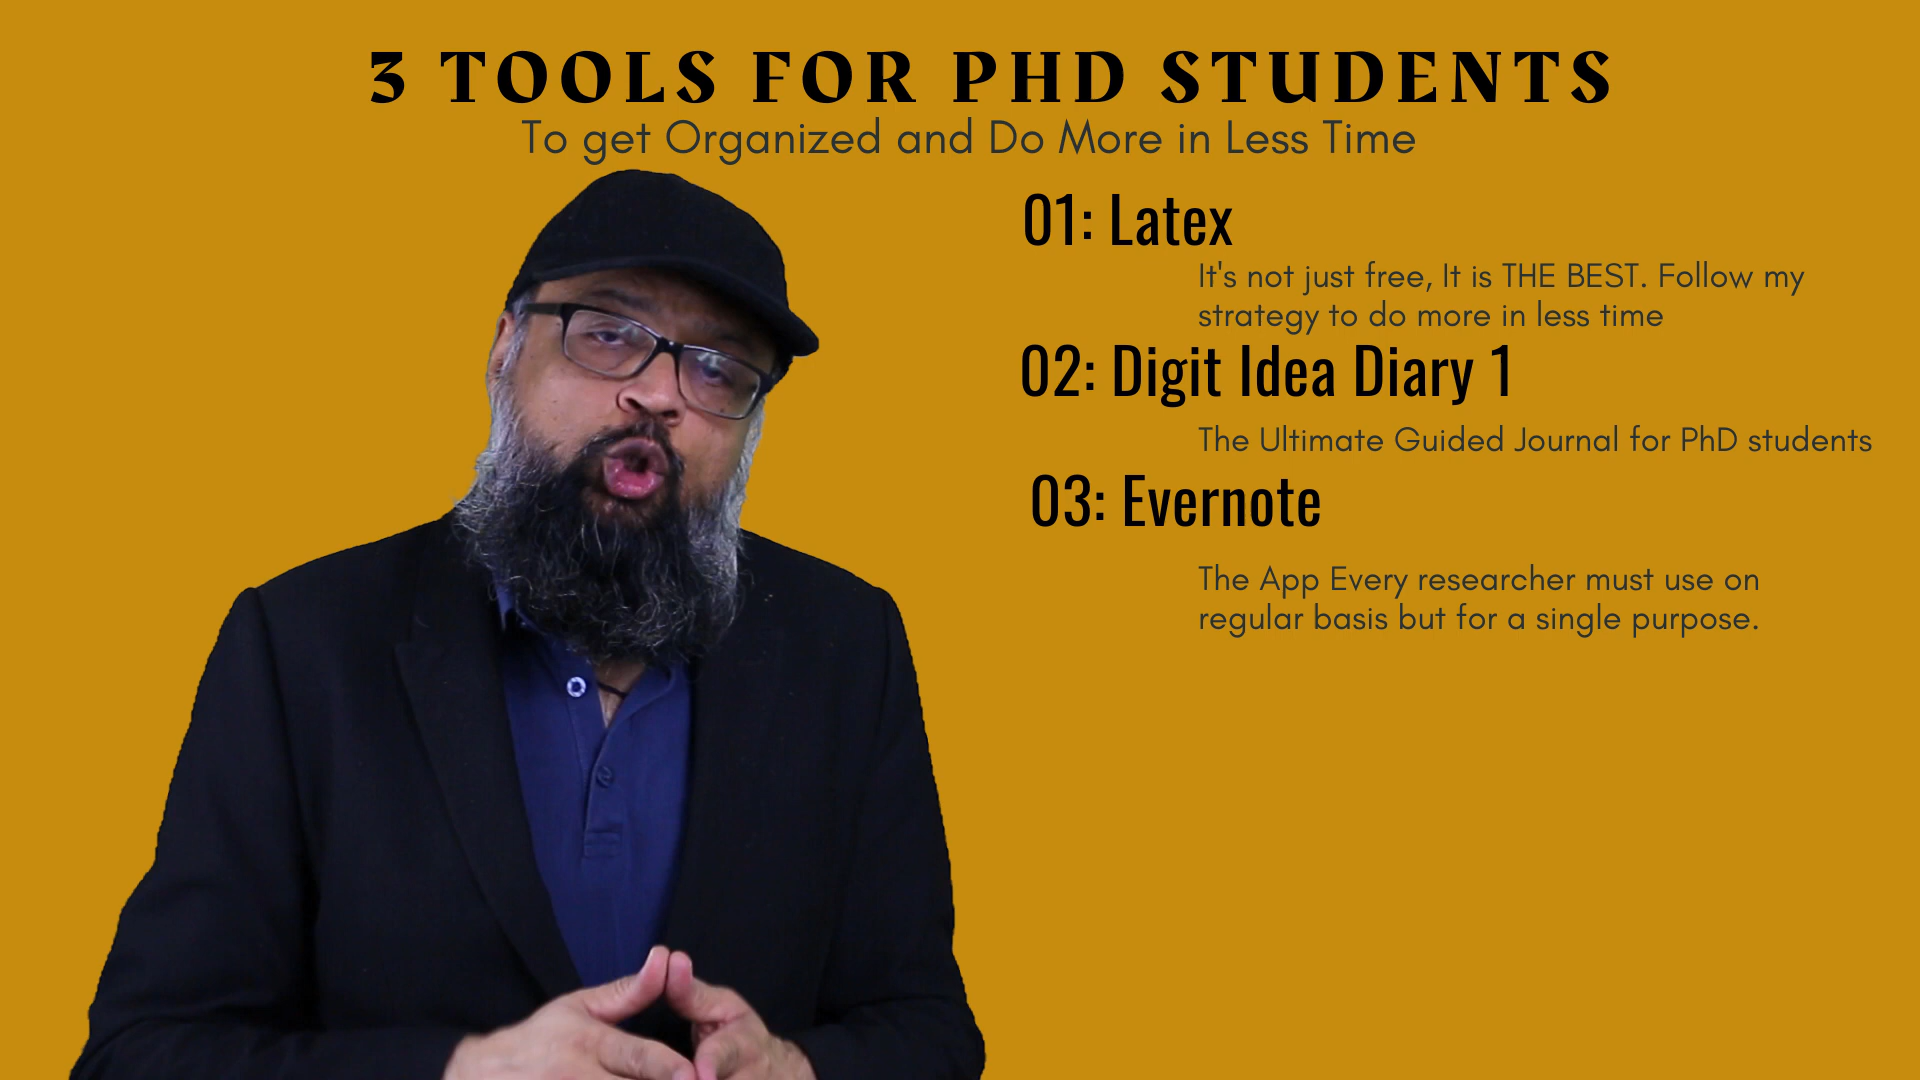 3 TOOLS FOR PHD STUDENTS
To get Organized and Do More in Less Time
01: Latex
It's not just free, It is THE BEST. Follow my
strategy to do more in less time
02: Digit Idea Diary 1
The Ultimate Guided Journal for PhD students
03: Evernote
The App Every researcher must use on
regular basis but for a single purpose.